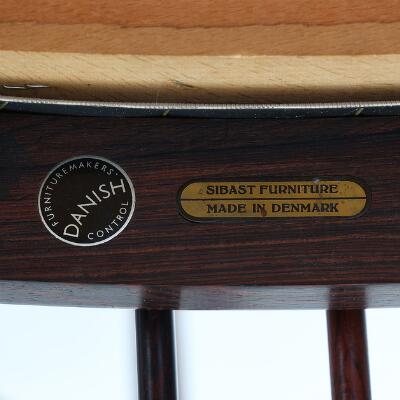 FURNITUREMAKERS'
DANISH
CONTROL
SIBAST FURNITURE
MADE IN DENMARK